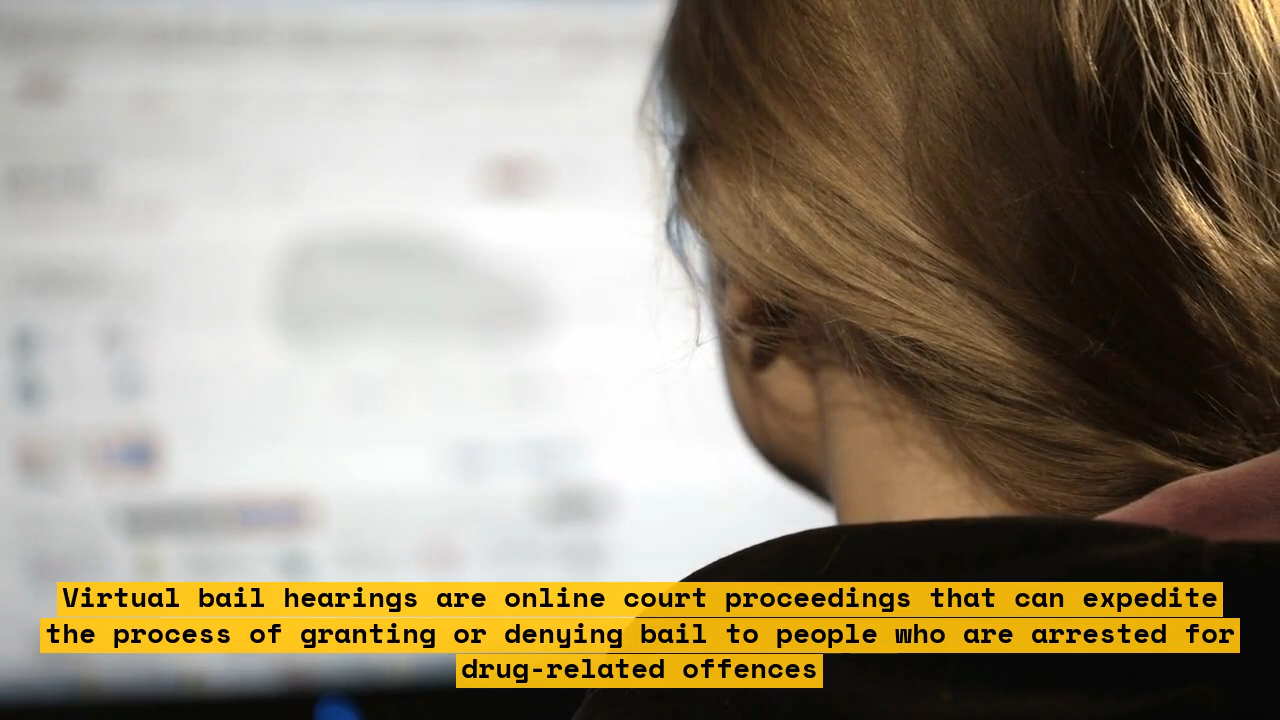 Virtual bail hearings are online court proceedings that can expedite
the process of granting or denying bail to people who are arrested for
drug-related offences